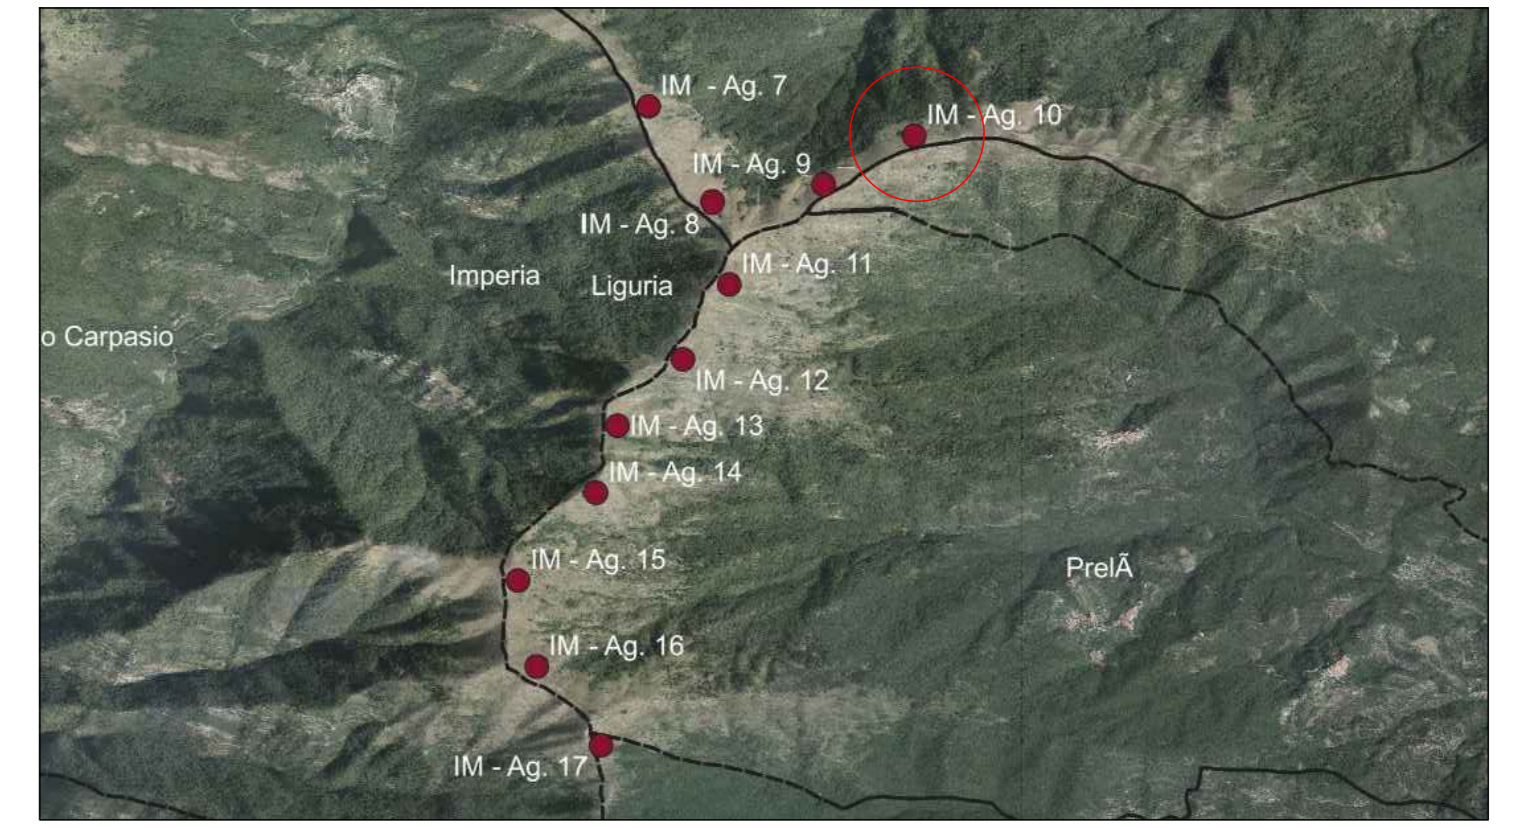 IM - Ag. 7
IM - Ag. 10
IM - Ag. 9
IM - Ag. 8
IM - Ag. 11
Imperia
Liguria
o Carpasio
IM - Ag. 12
IM - Ag. 13
IM - Ag. 14
IM - Ag. 15
PrelÃ
IM - Ag. 16
IM - Ag. 17